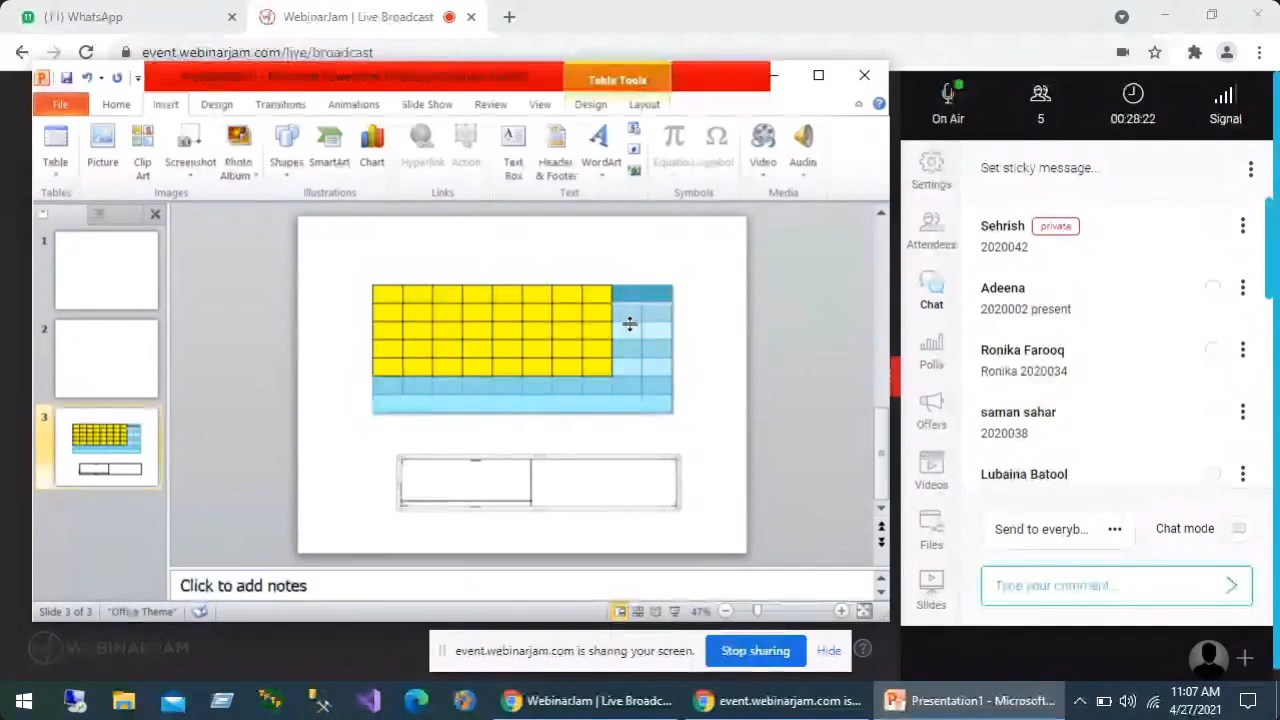 (11) WhatsApp
WebinarJam | Live Broadcast
event.webinarjam.com/live/broadcast
Presentation1 - Microsoft PowerPoint
Table Tools
File Home Insert Design Transitions Animations Slide Show Review View Design Layout
Table Picture Clip Art Screenshot Photo Album Shapes SmartArt Chart Hyperlink Action Text Box Header & Footer WordArt Equation Symbol Video Audio
Tables Images Illustrations Links Text Symbols Media
1
2
3
Click to add notes
Slide 3 of 3 "Office Theme" 47%
On Air 5 00:28:22 Signal
Settings
Attendees
Chat
Polls
Offers
Videos
Files
Slides
Set sticky message...
Sehrish private
2020042
Adeena
2020002 present
Ronika Farooq
Ronika 2020034
saman sahar
2020038
Lubaina Batool
Send to everyb... Chat mode
Type your comment...
WEBINARJAM
event.webinarjam.com is sharing your screen. Stop sharing Hide
WebinarJam | Live Broadc... event.webinarjam.com is... Presentation1 - Microsoft...
11:07 AM
4/27/2021